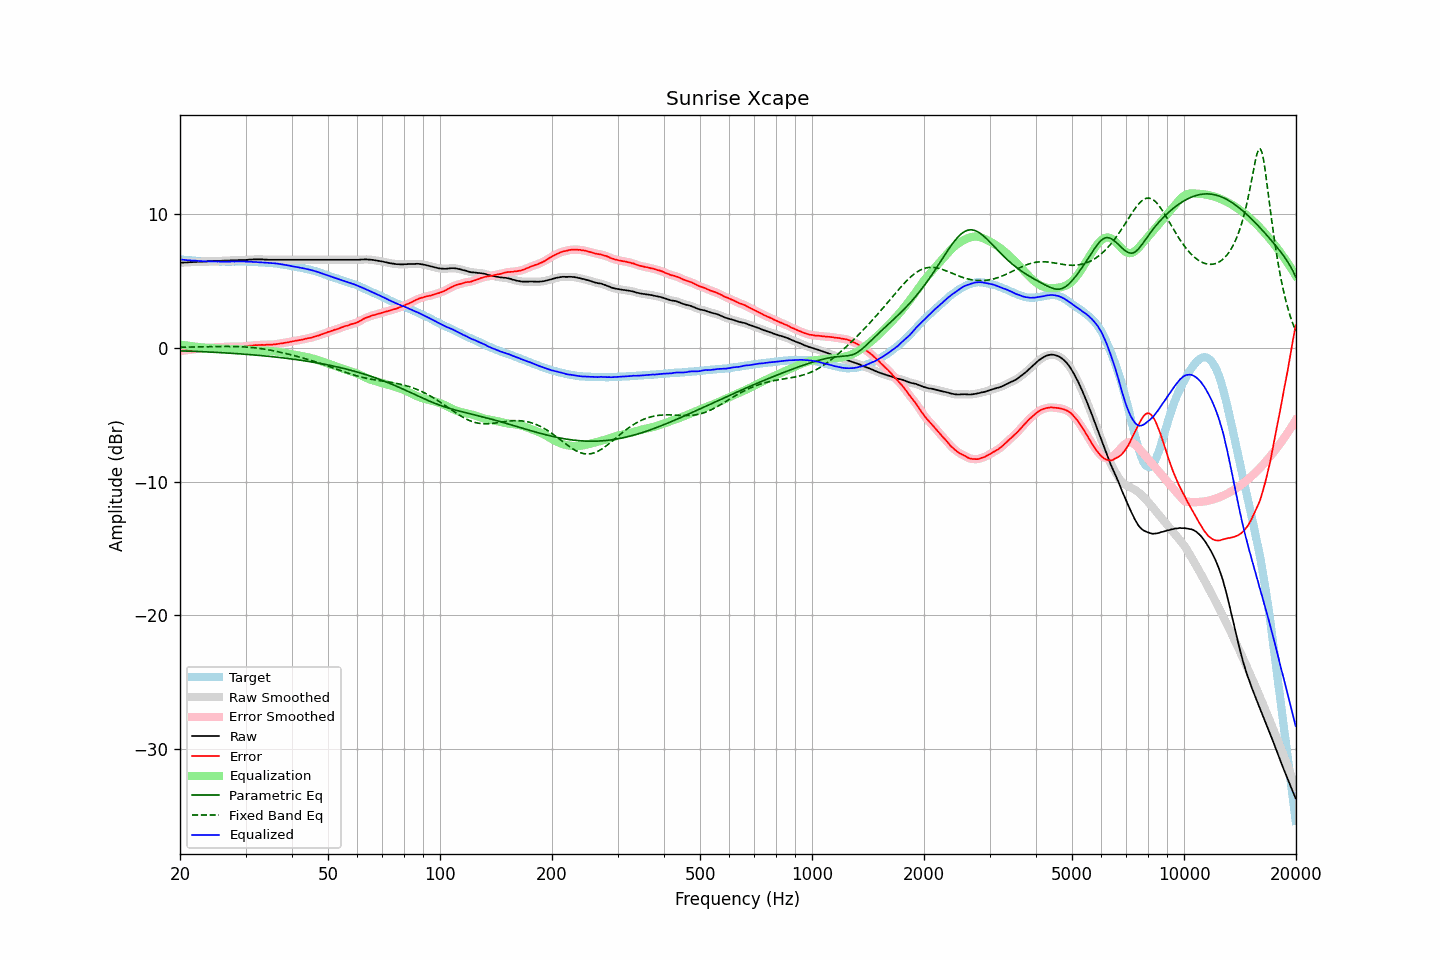 Sunrise Xcape
Amplitude (dBr)
10
0
−10
−20
−30
Target
Raw Smoothed
Error Smoothed
Raw
Error
Equalization
Parametric Eq
Fixed Band Eq
Equalized
20 50 100 200 500 1000 2000 5000 10000 20000
Frequency (Hz)